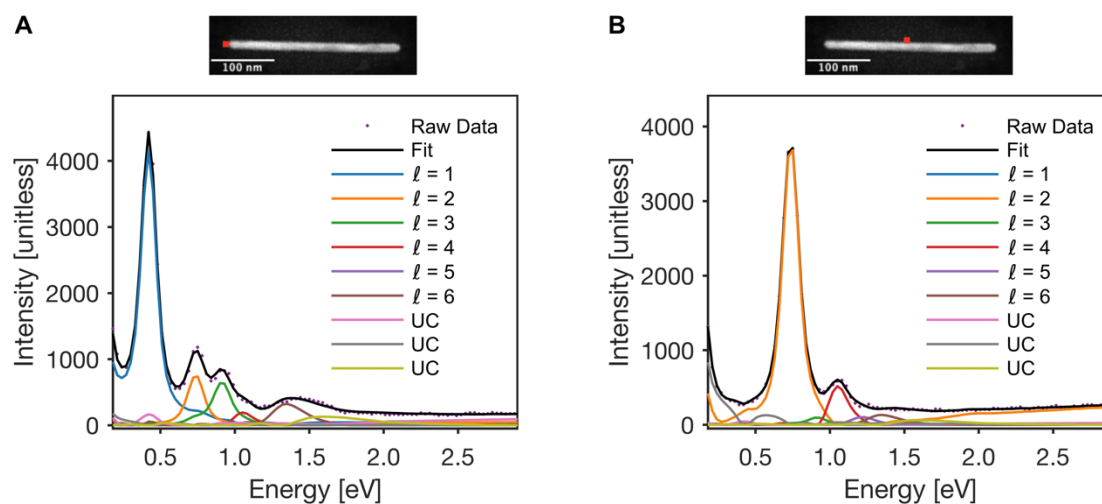 A
100 nm
Intensity [unitless]
4000
3000
2000
1000
0
0.5 1.0 1.5 2.0 2.5
Energy [eV]
Raw Data
Fit
ℓ = 1
ℓ = 2
ℓ = 3
ℓ = 4
ℓ = 5
ℓ = 6
UC
UC
UC
B
100 nm
Intensity [unitless]
4000
3000
2000
1000
0
0.5 1.0 1.5 2.0 2.5
Energy [eV]
Raw Data
Fit
ℓ = 1
ℓ = 2
ℓ = 3
ℓ = 4
ℓ = 5
ℓ = 6
UC
UC
UC